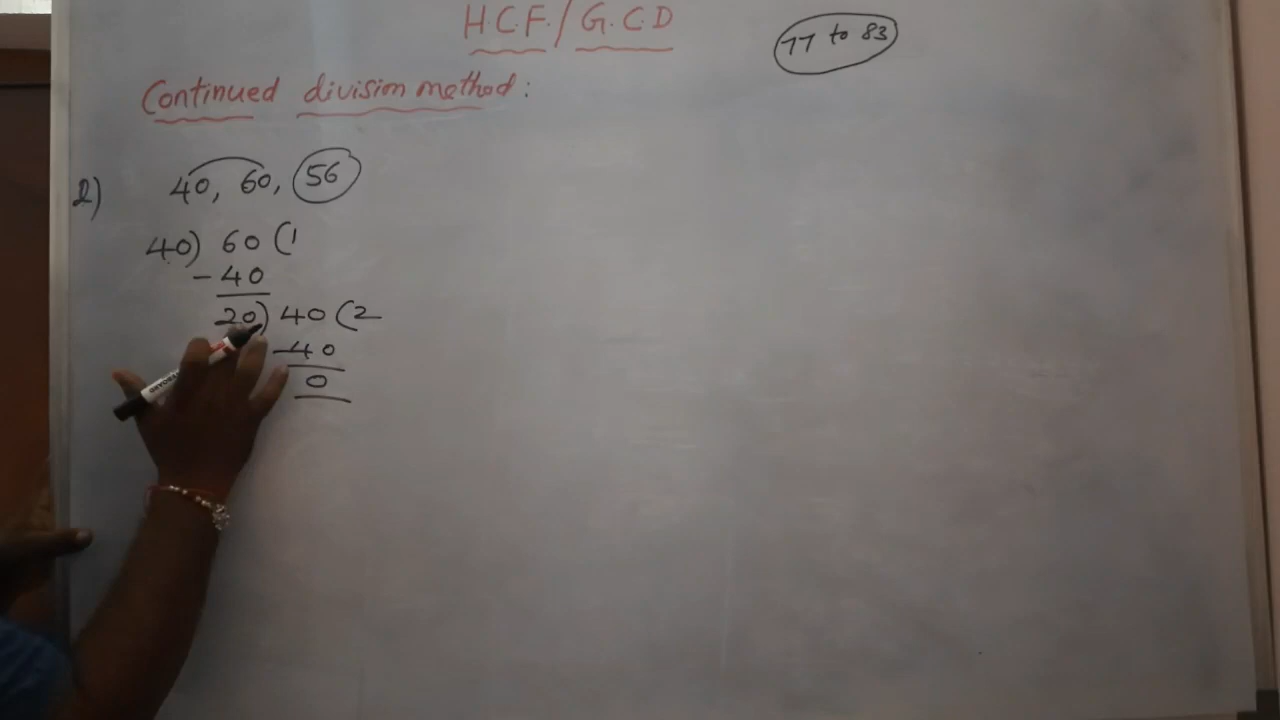 H.C.F. / G.C.D
77 to 83
Continued division method :
2) 40, 60, 56
40) 60 (1
- 40
20) 40 (2
- 40
0